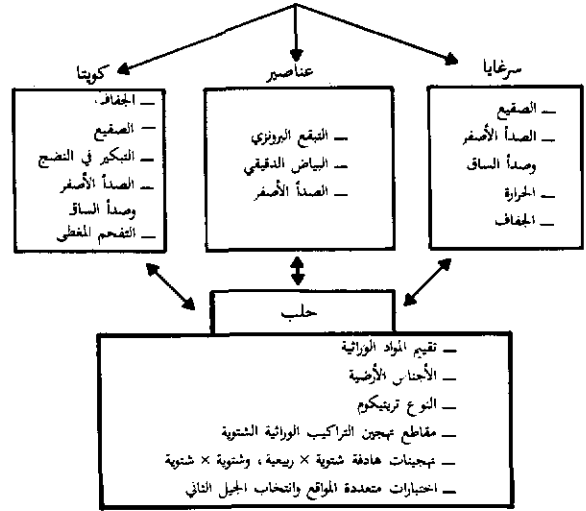 سرغايا
— الصقيع
— الصدأ الأصفر
وصدأ الساق
— الحرارة
— الجفاف
عناصير
— التبقع البرونزي
— البياض الدقيقي
— الصدأ الأصفر
كويتا
— الجفاف
— الصقيع
— التبكير في النضج
— الصدأ الأصفر
وصدأ الساق
— التفحم المغطى
حلب
— تقييم المواد الوراثية
— الأجناس الأرضية
— النوع تريتيكوم
— مقاطع تهجين التراكيب الوراثية الشتوية
— تهجينات هادفة شتوية × ربيعية، وشتوية × شتوية
— اختبارات متعددة المواقع وانتخاب الجيل الثاني